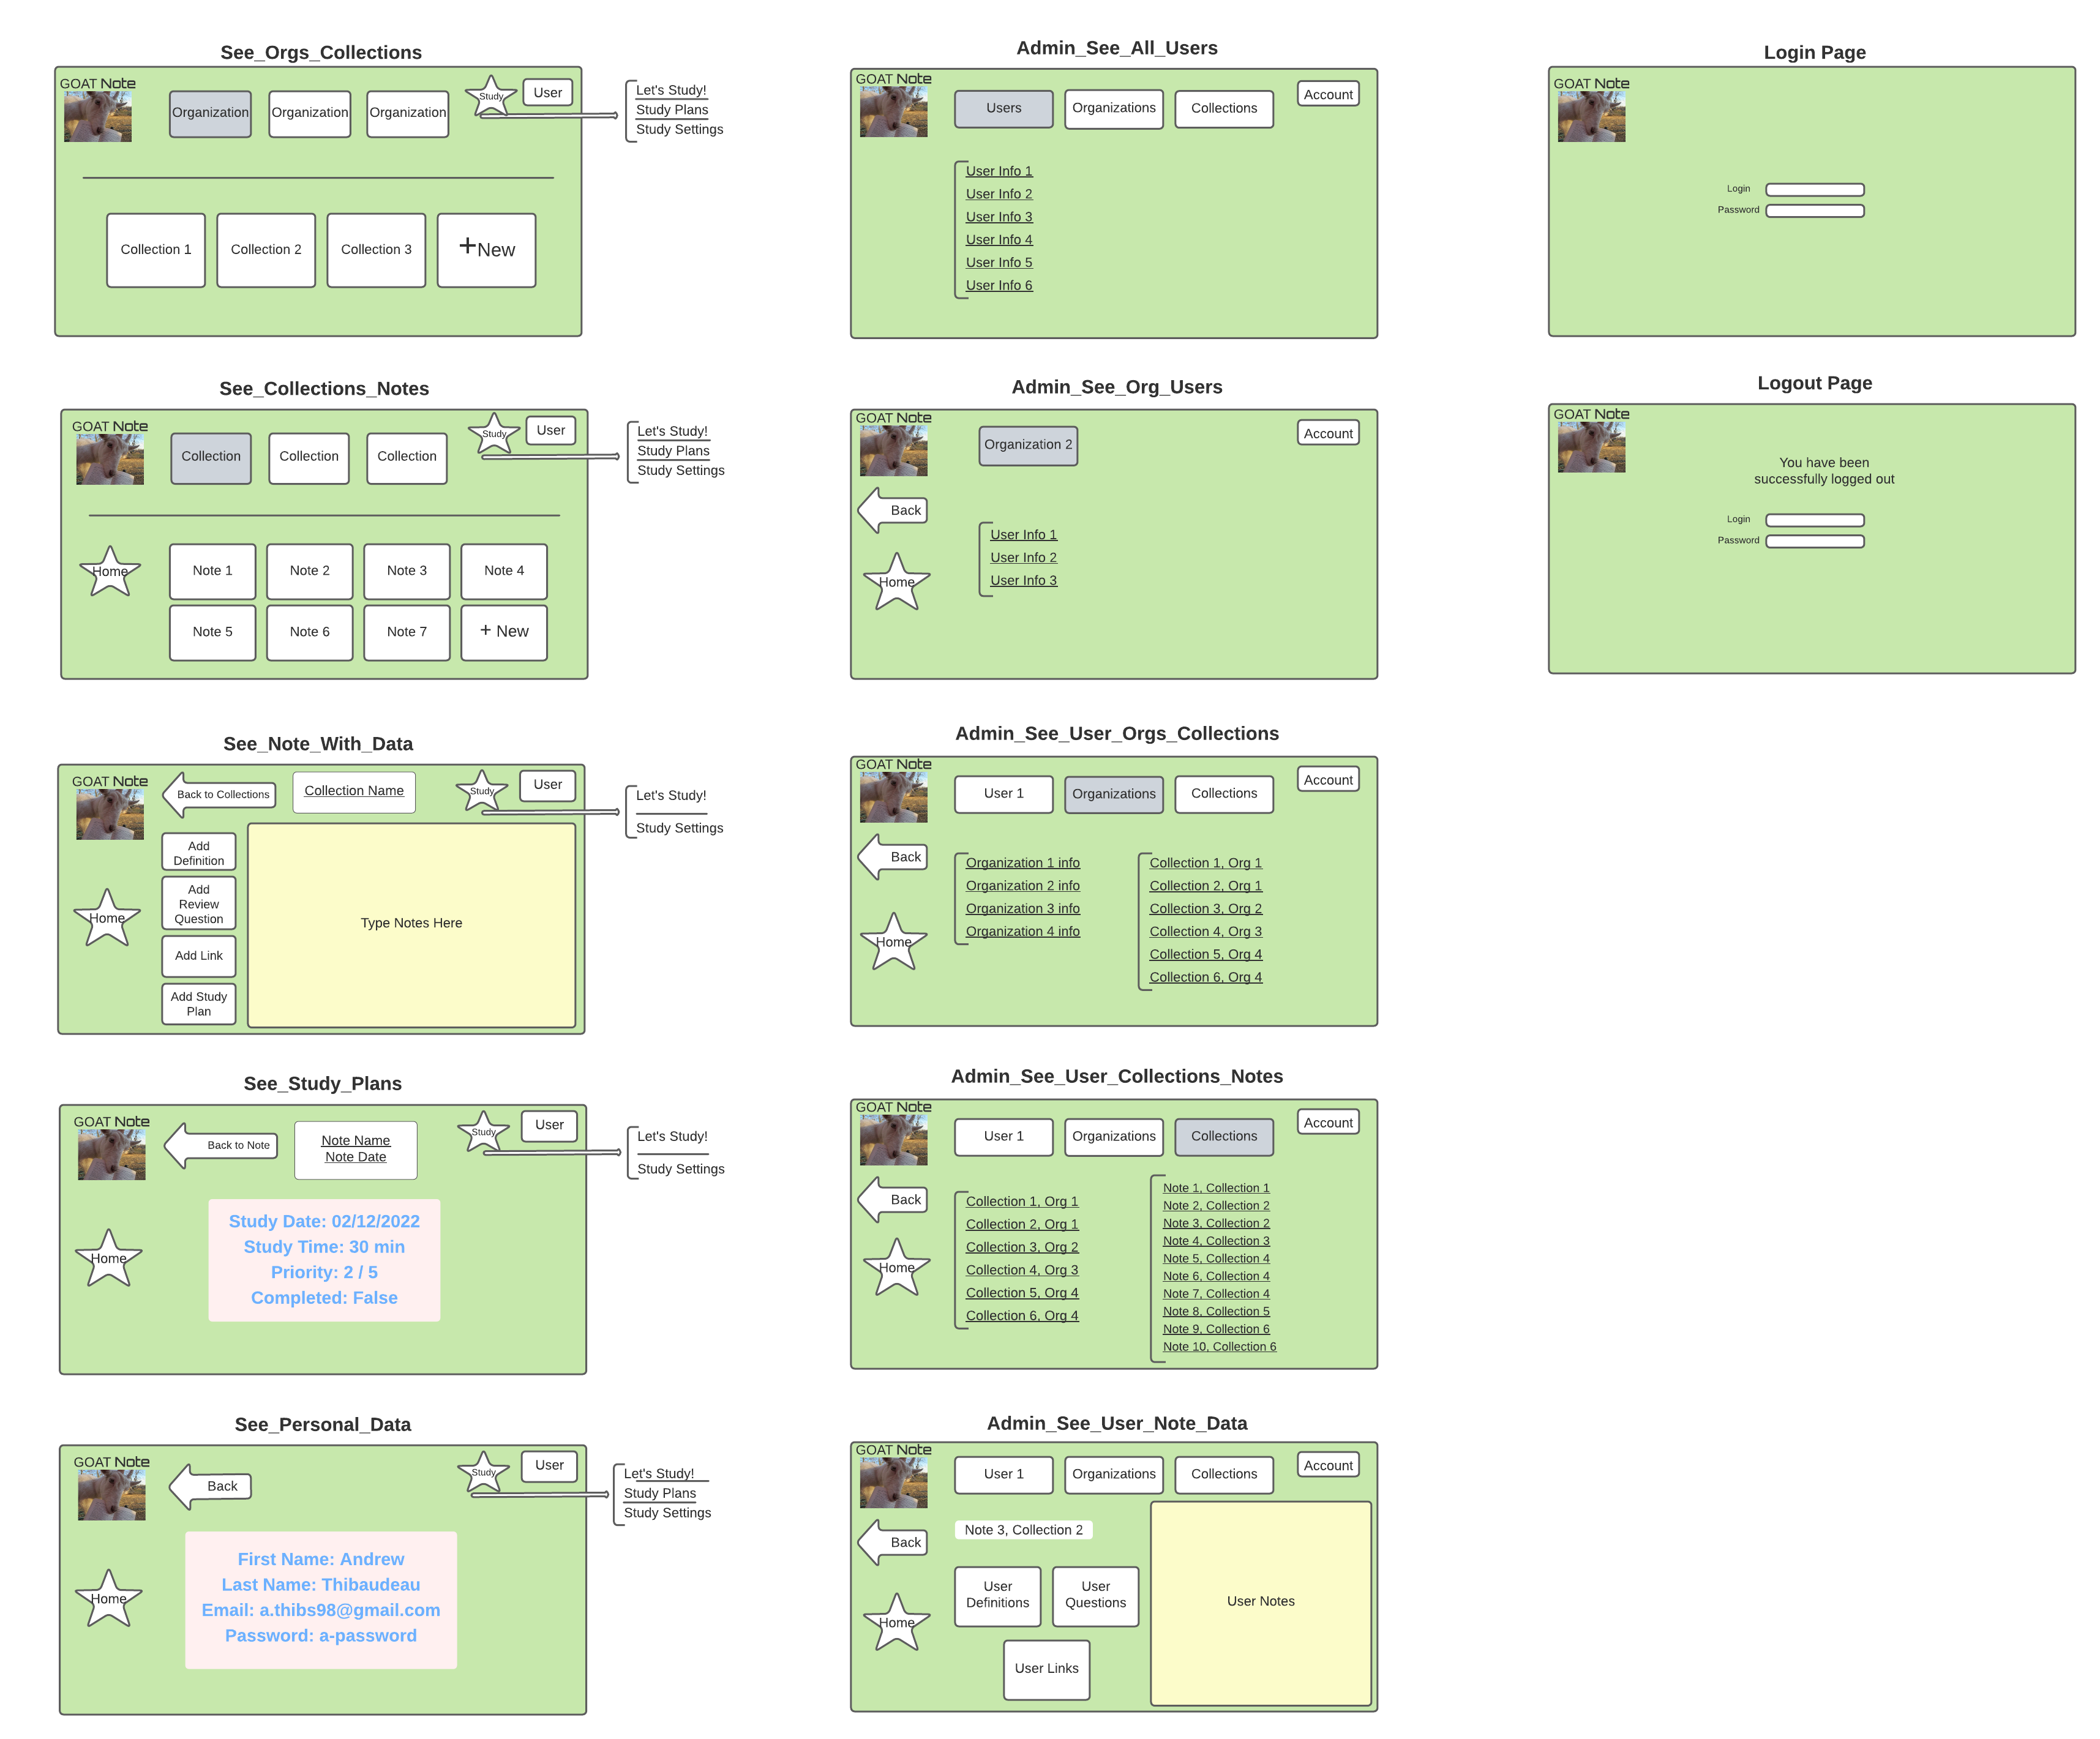 See_Orgs_Collections
GOAT Note
Organization
Organization
Organization
Study
User
Let's Study!
Study Plans
Study Settings
Collection 1
Collection 2
Collection 3
+New
See_Collections_Notes
GOAT Note
Collection
Collection
Collection
Study
User
Let's Study!
Study Plans
Study Settings
Home
Note 1
Note 2
Note 3
Note 4
Note 5
Note 6
Note 7
+ New
See_Note_With_Data
GOAT Note
Back to Collections
Collection Name
Study
User
Let's Study!
Study Settings
Home
Add
Definition
Add
Review
Question
Add Link
Add Study
Plan
Type Notes Here
See_Study_Plans
GOAT Note
Back to Note
Note Name
Note Date
Study
User
Let's Study!
Study Settings
Home
Study Date: 02/12/2022
Study Time: 30 min
Priority: 2 / 5
Completed: False
See_Personal_Data
GOAT Note
Back
Study
User
Let's Study!
Study Plans
Study Settings
Home
First Name: Andrew
Last Name: Thibaudeau
Email: a.thibs98@gmail.com
Password: a-password
Admin_See_All_Users
GOAT Note
Users
Organizations
Collections
Account
User Info 1
User Info 2
User Info 3
User Info 4
User Info 5
User Info 6
Admin_See_Org_Users
GOAT Note
Organization 2
Account
Back
Home
User Info 1
User Info 2
User Info 3
Admin_See_User_Orgs_Collections
GOAT Note
User 1
Organizations
Collections
Account
Back
Home
Organization 1 info
Organization 2 info
Organization 3 info
Organization 4 info
Collection 1, Org 1
Collection 2, Org 1
Collection 3, Org 2
Collection 4, Org 3
Collection 5, Org 4
Collection 6, Org 4
Admin_See_User_Collections_Notes
GOAT Note
User 1
Organizations
Collections
Account
Back
Home
Collection 1, Org 1
Collection 2, Org 1
Collection 3, Org 2
Collection 4, Org 3
Collection 5, Org 4
Collection 6, Org 4
Note 1, Collection 1
Note 2, Collection 2
Note 3, Collection 2
Note 4, Collection 3
Note 5, Collection 4
Note 6, Collection 4
Note 7, Collection 4
Note 8, Collection 5
Note 9, Collection 6
Note 10, Collection 6
Admin_See_User_Note_Data
GOAT Note
User 1
Organizations
Collections
Account
Back
Home
Note 3, Collection 2
User
Definitions
User
Questions
User Links
User Notes
Login Page
GOAT Note
Login
Password
Logout Page
GOAT Note
You have been
successfully logged out
Login
Password